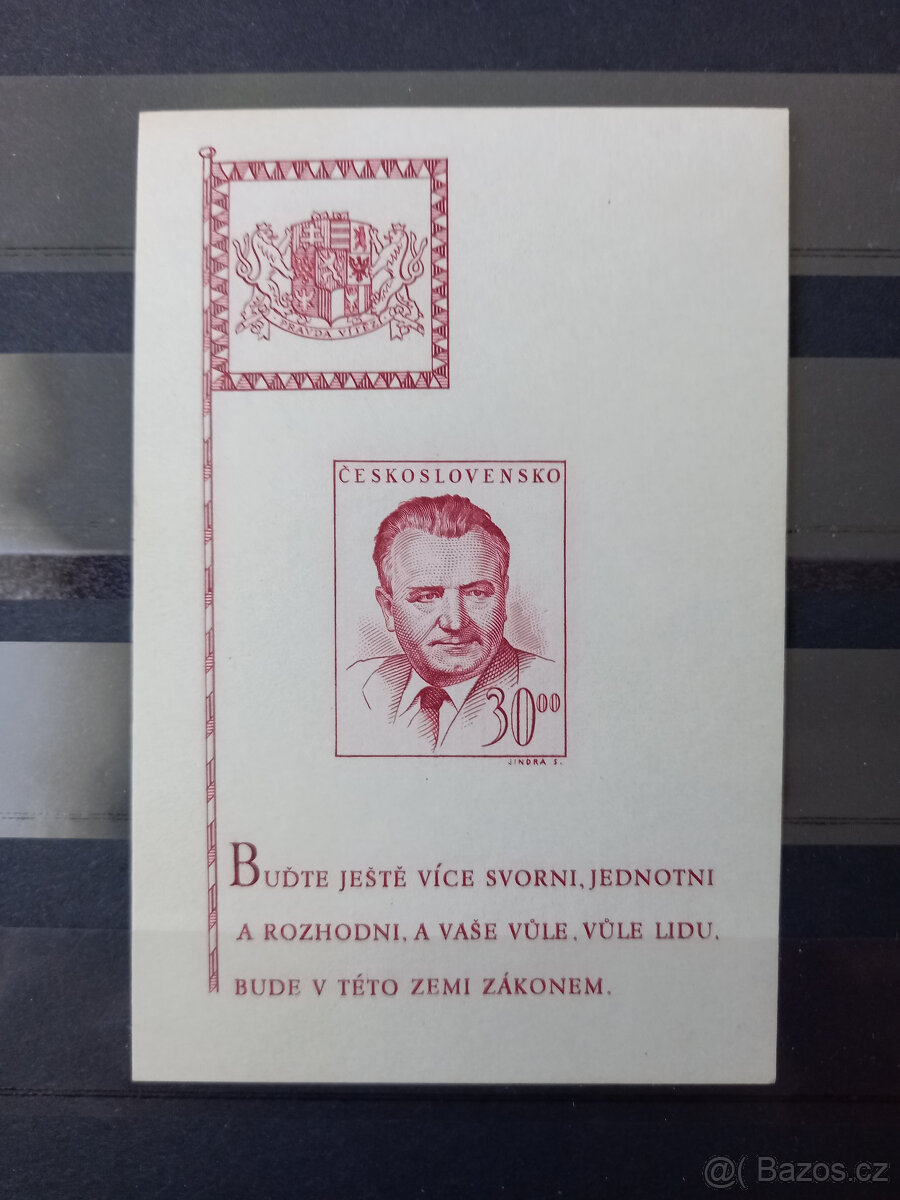 PRAVDA VÍTĚZÍ
ČESKOSLOVENSKO
30⁰⁰
JINDRA S.
BUĎTE JEŠTĚ VÍCE SVORNI, JEDNOTNI
A ROZHODNI, A VAŠE VŮLE, VŮLE LIDU,
BUDE V TÉTO ZEMI ZÁKONEM.
@( Bazos.cz